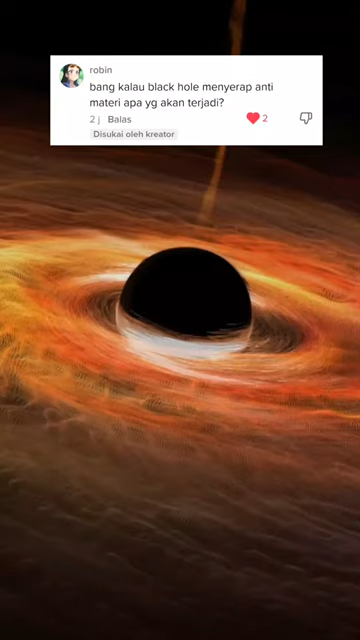 robin
bang kalau black hole menyerap anti
materi apa yg akan terjadi?
2 j Balas
2
Disukai oleh kreator